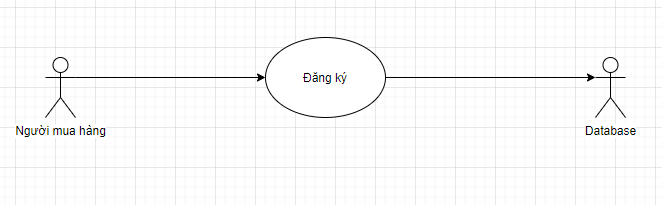 Đăng ký
Người mua hàng
Database